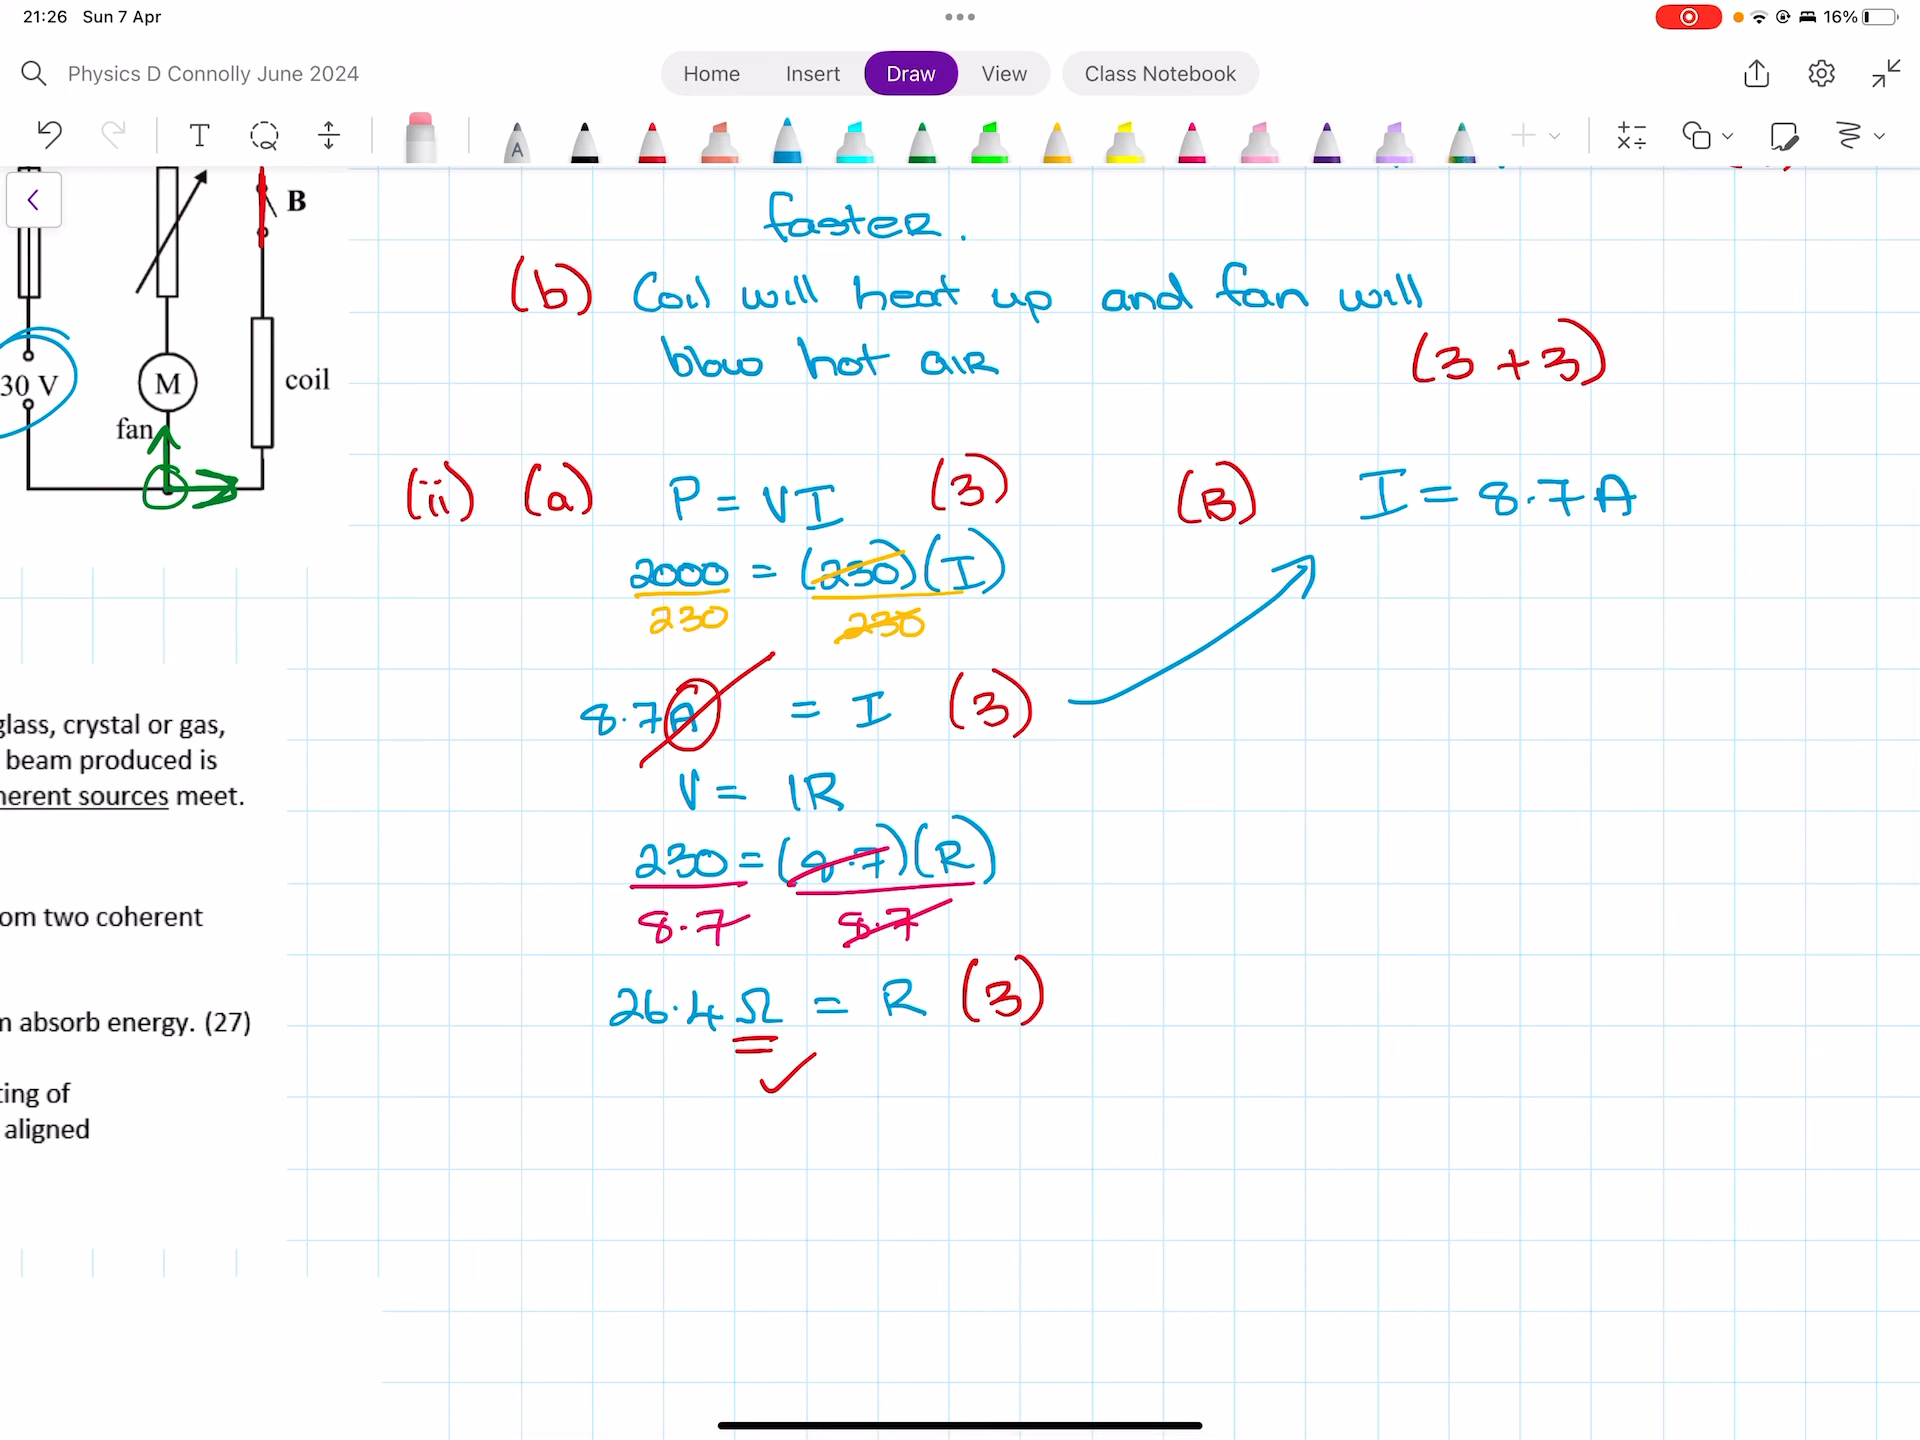 21:26 Sun 7 Apr
16%
Physics D Connolly June 2024
Home Insert Draw View Class Notebook
T
A
B
30 V
M
coil
fan
glass, crystal or gas,
beam produced is
herent sources meet.
om two coherent
m absorb energy. (27)
ting of
aligned
faster.
(b) Coil will heat up and fan will
blow hot air
(3 + 3)
(ii) (a) P = VI (3)
2000 = (230)(I)
230 230
8.7A = I (3)
V = IR
230 = (8.7)(R)
8.7 8.7
26.4 Ω = R (3)
(B) I = 8.7 A